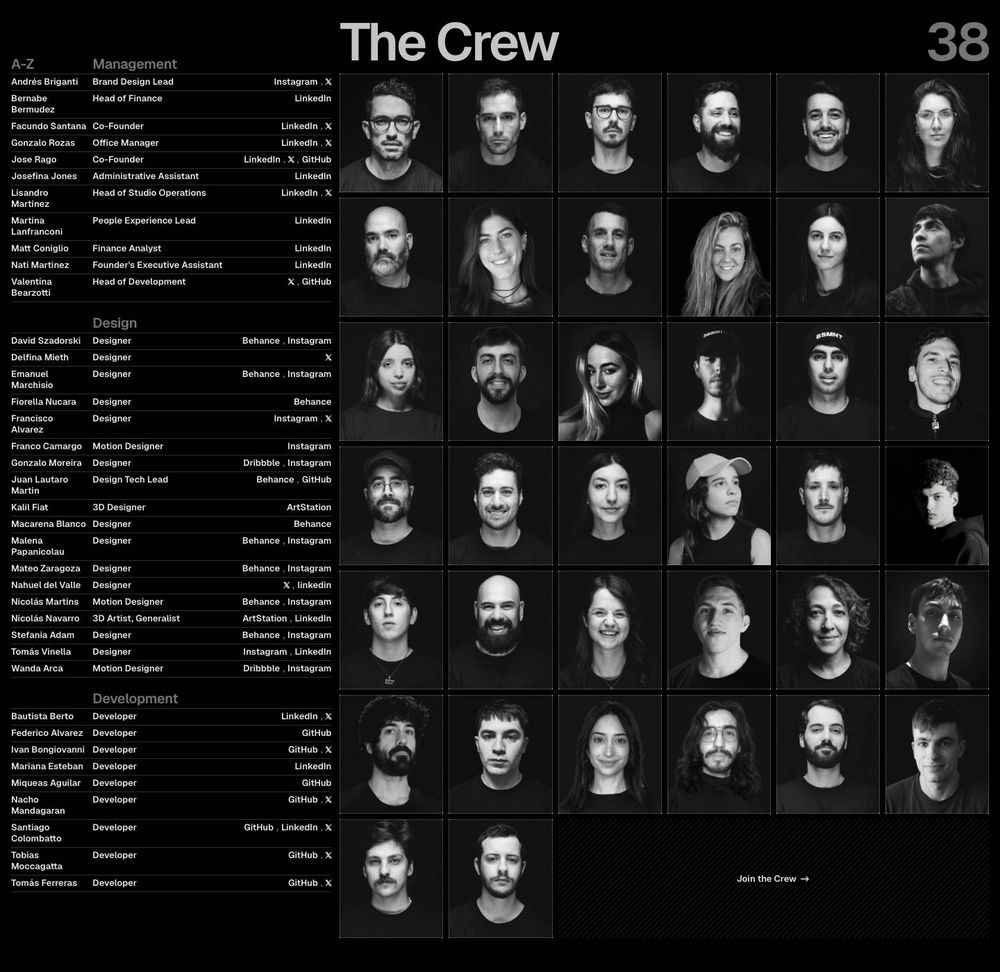 The Crew
38
A-Z Management
Andrés Briganti Brand Design Lead Instagram , 𝕏
Bernabe
Bermudez Head of Finance LinkedIn
Facundo Santana Co-Founder LinkedIn , 𝕏
Gonzalo Rozas Office Manager LinkedIn , 𝕏
Jose Rago Co-Founder LinkedIn , 𝕏 , GitHub
Josefina Jones Administrative Assistant LinkedIn
Lisandro
Martinez Head of Studio Operations LinkedIn , 𝕏
Martina
Lanfranconi People Experience Lead LinkedIn
Matt Coniglio Finance Analyst LinkedIn
Nati Martinez Founder's Executive Assistant LinkedIn
Valentina
Bearzotti Head of Development 𝕏 , GitHub
Design
David Szadorski Designer Behance , Instagram
Delfina Mieth Designer 𝕏
Emanuel
Marchisio Designer Behance , Instagram
Fiorella Nucara Designer Behance
Francisco
Alvarez Designer Instagram , 𝕏
Franco Camargo Motion Designer Instagram
Gonzalo Moreira Designer Dribbble , Instagram
Juan Lautaro
Martin Design Tech Lead Behance , GitHub
Kalil Fiat 3D Designer ArtStation
Macarena Blanco Designer Behance
Malena
Papanicolau Designer Behance , Instagram
Mateo Zaragoza Designer Behance , Instagram
Nahuel del Valle Designer 𝕏 , linkedin
Nicolás Martins Motion Designer Behance , Instagram
Nicolás Navarro 3D Artist, Generalist ArtStation , LinkedIn
Stefania Adam Designer Behance , Instagram
Tomás Vinella Designer Instagram , LinkedIn
Wanda Arca Motion Designer Dribbble , Instagram
Development
Bautista Berto Developer LinkedIn , 𝕏
Federico Alvarez Developer GitHub
Ivan Bongiovanni Developer GitHub , 𝕏
Mariana Esteban Developer LinkedIn
Miqueas Aguilar Developer GitHub
Nacho
Mandagaran Developer GitHub , 𝕏
Santiago
Colombatto Developer GitHub , LinkedIn , 𝕏
Tobias
Moccagatta Developer GitHub , 𝕏
Tomás Ferreras Developer GitHub , 𝕏
BSMNT
Join the Crew →